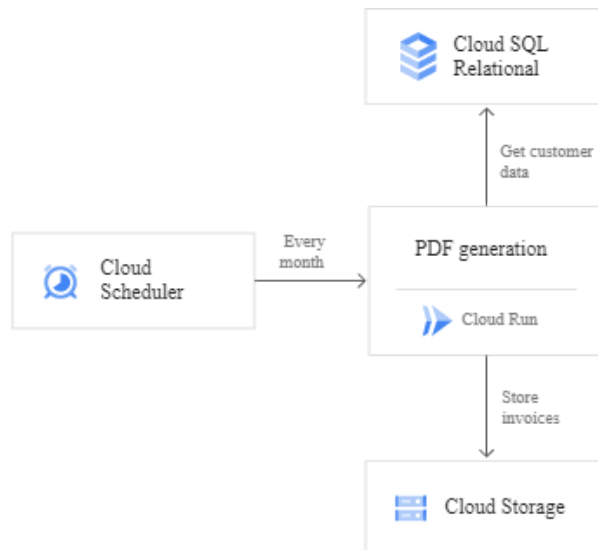 Cloud SQL
Relational
Get customer
data
Every
month
PDF generation
Cloud
Scheduler
Cloud Run
Store
invoices
Cloud Storage